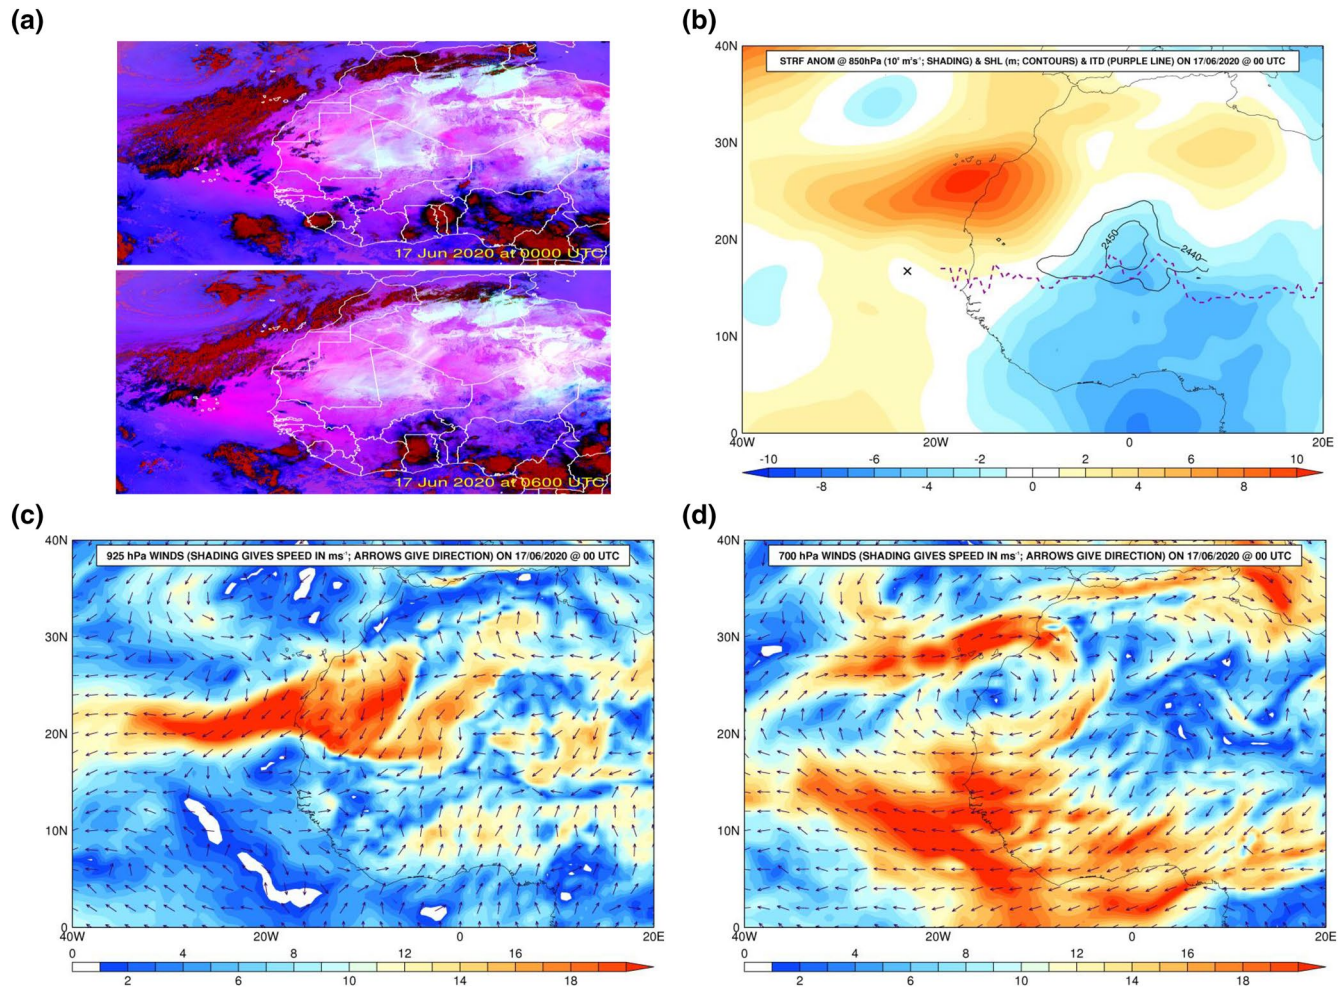 (a)
17 Jun 2020 at 0000 UTC
17 Jun 2020 at 0600 UTC
(b)
STRF ANOM @ 850hPa (10⁶ m²s⁻¹; SHADING) & SHL (m; CONTOURS) & ITD (PURPLE LINE) ON 17/06/2020 @ 00 UTC
40N
30N
20N
10N
0
2450
2440
×
40W 20W 0 20E
-10 -6 -2 2 6 10
-8 -4 0 4 8
(c)
925 hPa WINDS (SHADING GIVES SPEED IN ms⁻¹; ARROWS GIVE DIRECTION) ON 17/06/2020 @ 00 UTC
40N
30N
20N
10N
0
40W 20W 0 20E
0 4 8 12 16
2 6 10 14 18
(d)
700 hPa WINDS (SHADING GIVES SPEED IN ms⁻¹; ARROWS GIVE DIRECTION) ON 17/06/2020 @ 00 UTC
40N
30N
20N
10N
0
40W 20W 0 20E
0 4 8 12 16
2 6 10 14 18